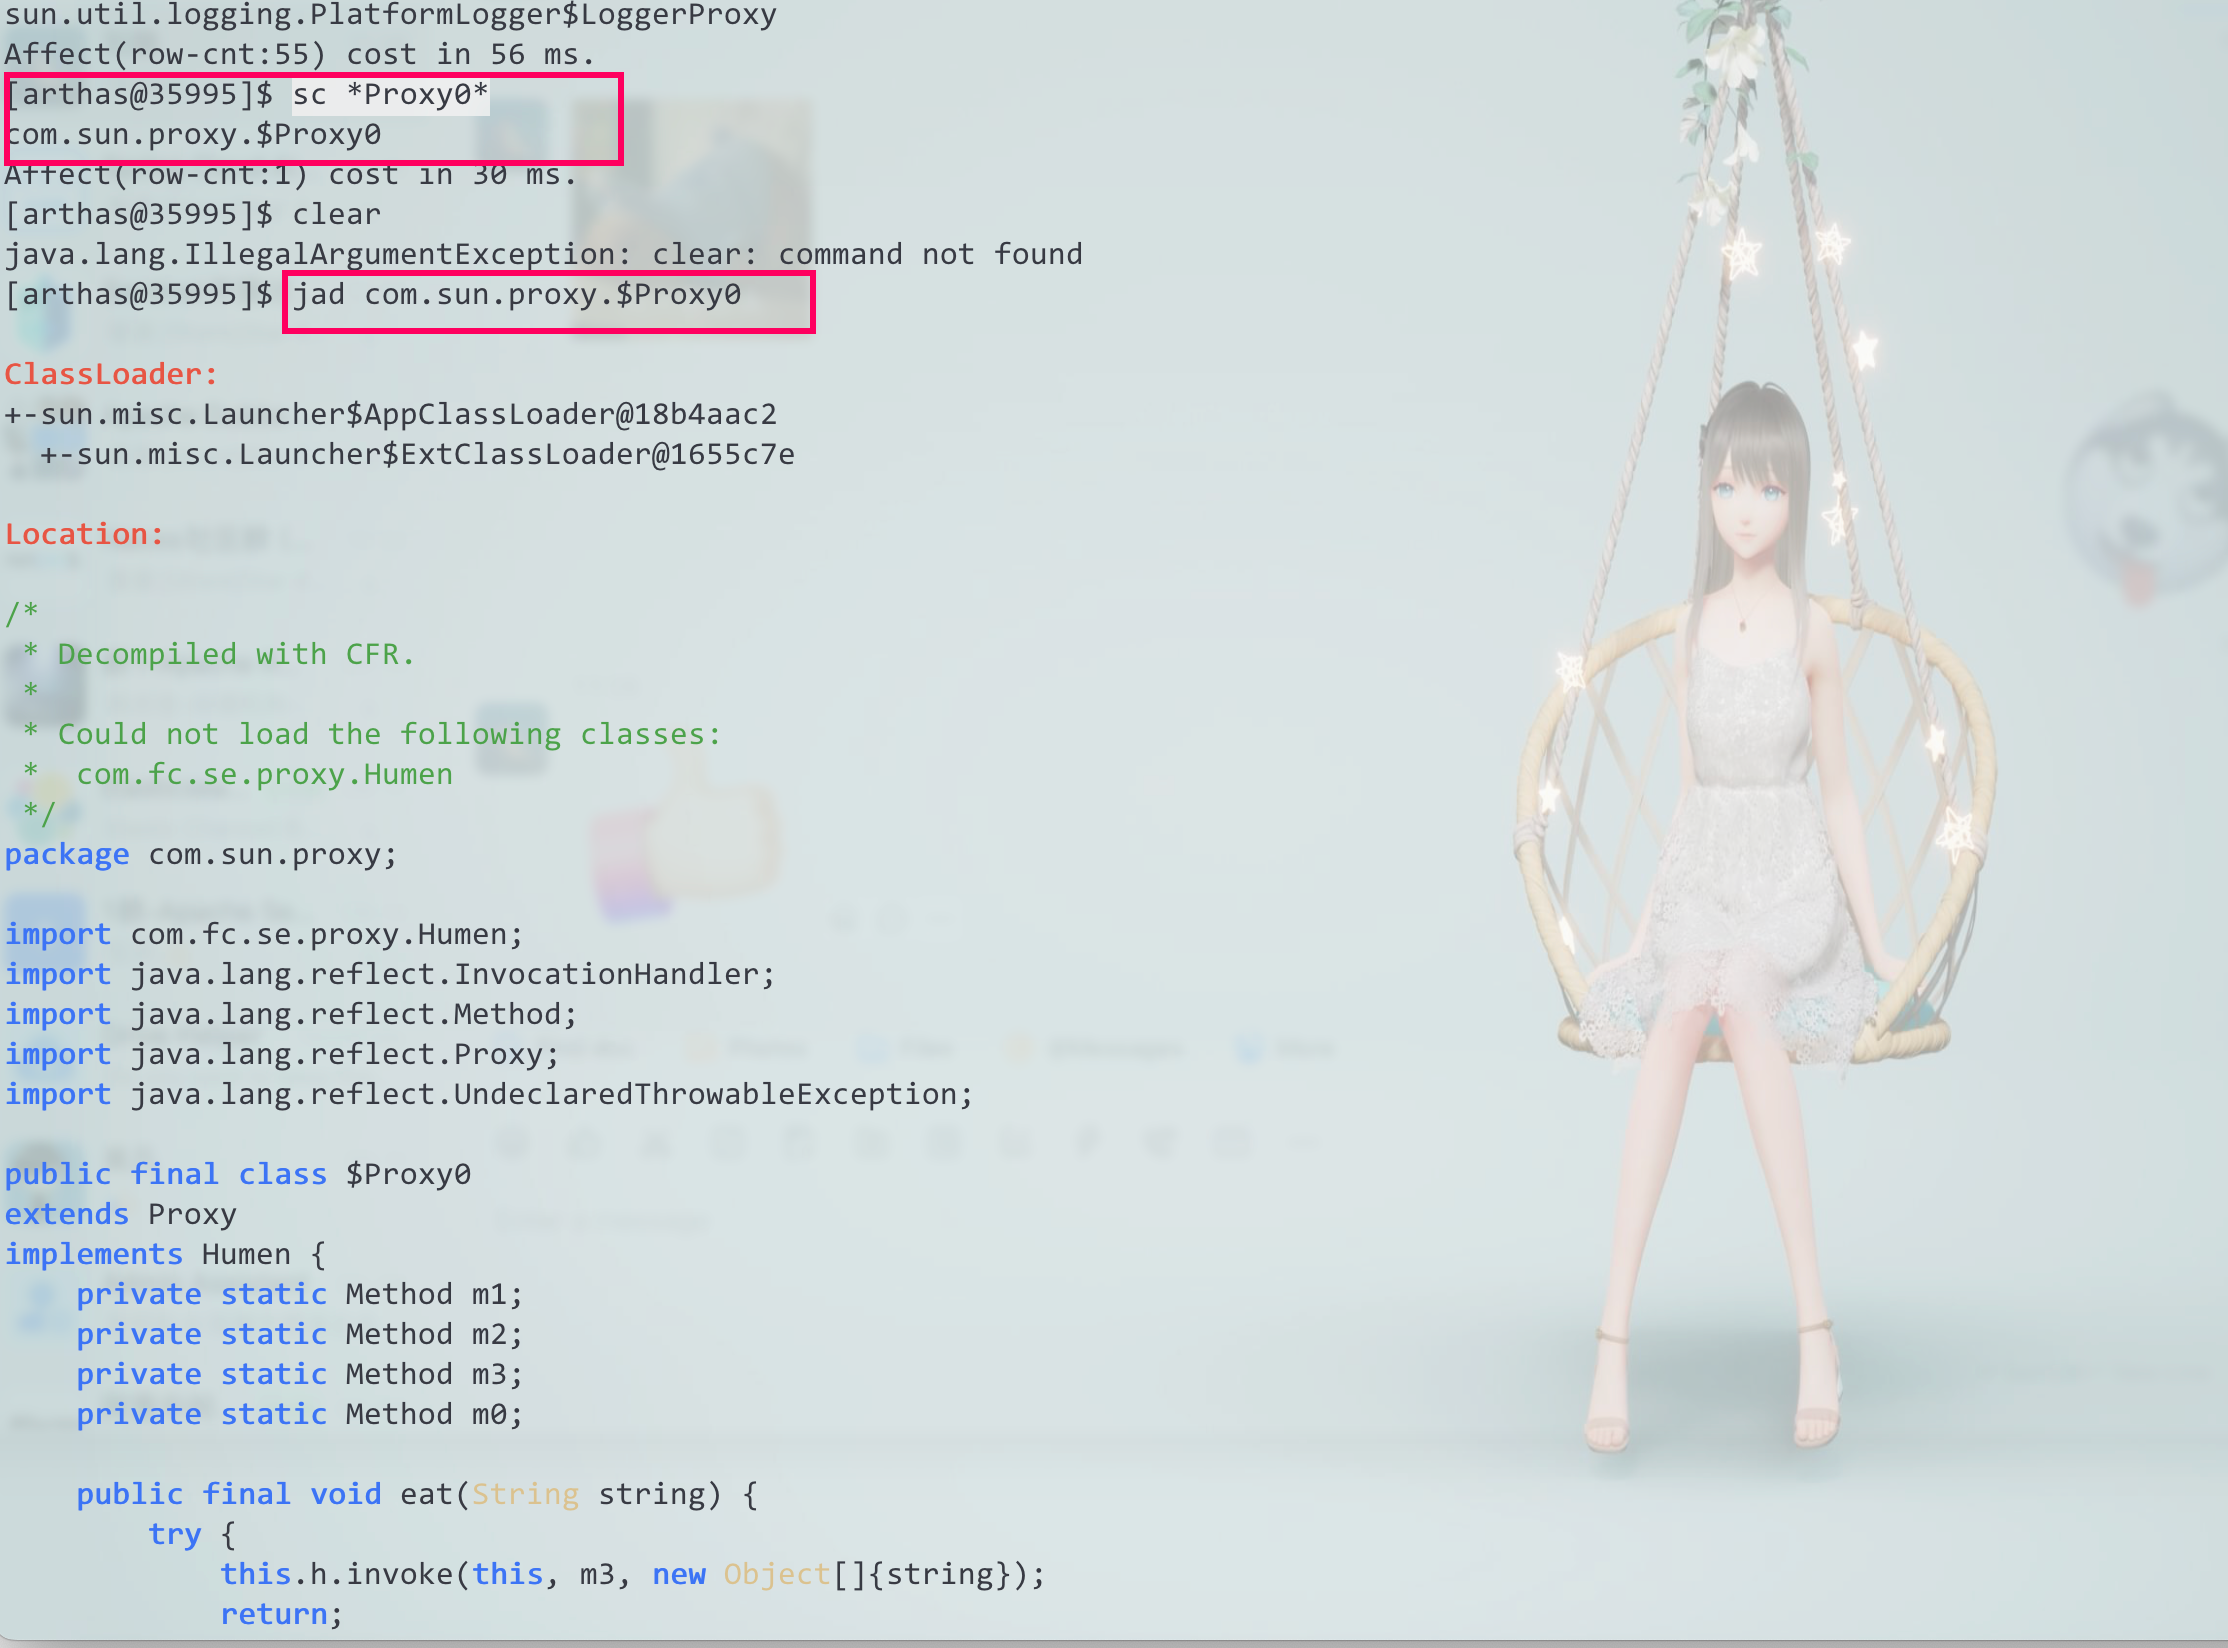 sun.util.logging.PlatformLogger$LoggerProxy
Affect(row-cnt:55) cost in 56 ms.
[arthas@35995]$ sc *Proxy0*
com.sun.proxy.$Proxy0
Affect(row-cnt:1) cost in 30 ms.
[arthas@35995]$ clear
java.lang.IllegalArgumentException: clear: command not found
[arthas@35995]$ jad com.sun.proxy.$Proxy0
ClassLoader:
+-sun.misc.Launcher$AppClassLoader@18b4aac2
  +-sun.misc.Launcher$ExtClassLoader@1655c7e
Location:
/*
 * Decompiled with CFR.
 *
 * Could not load the following classes:
 *  com.fc.se.proxy.Humen
 */
package com.sun.proxy;
import com.fc.se.proxy.Humen;
import java.lang.reflect.InvocationHandler;
import java.lang.reflect.Method;
import java.lang.reflect.Proxy;
import java.lang.reflect.UndeclaredThrowableException;
public final class $Proxy0
extends Proxy
implements Humen {
    private static Method m1;
    private static Method m2;
    private static Method m3;
    private static Method m0;
    public final void eat(String string) {
        try {
            this.h.invoke(this, m3, new Object[]{string});
            return;